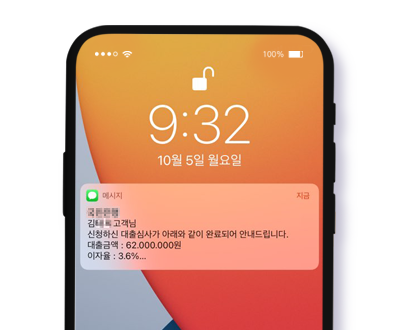 100%
9:32
10월 5일 월요일
메시지 지금
고객님
신청하신 대출심사가 아래와 같이 완료되어 안내드립니다.
대출금액 : 62.000.000원
이자율 : 3.6%...